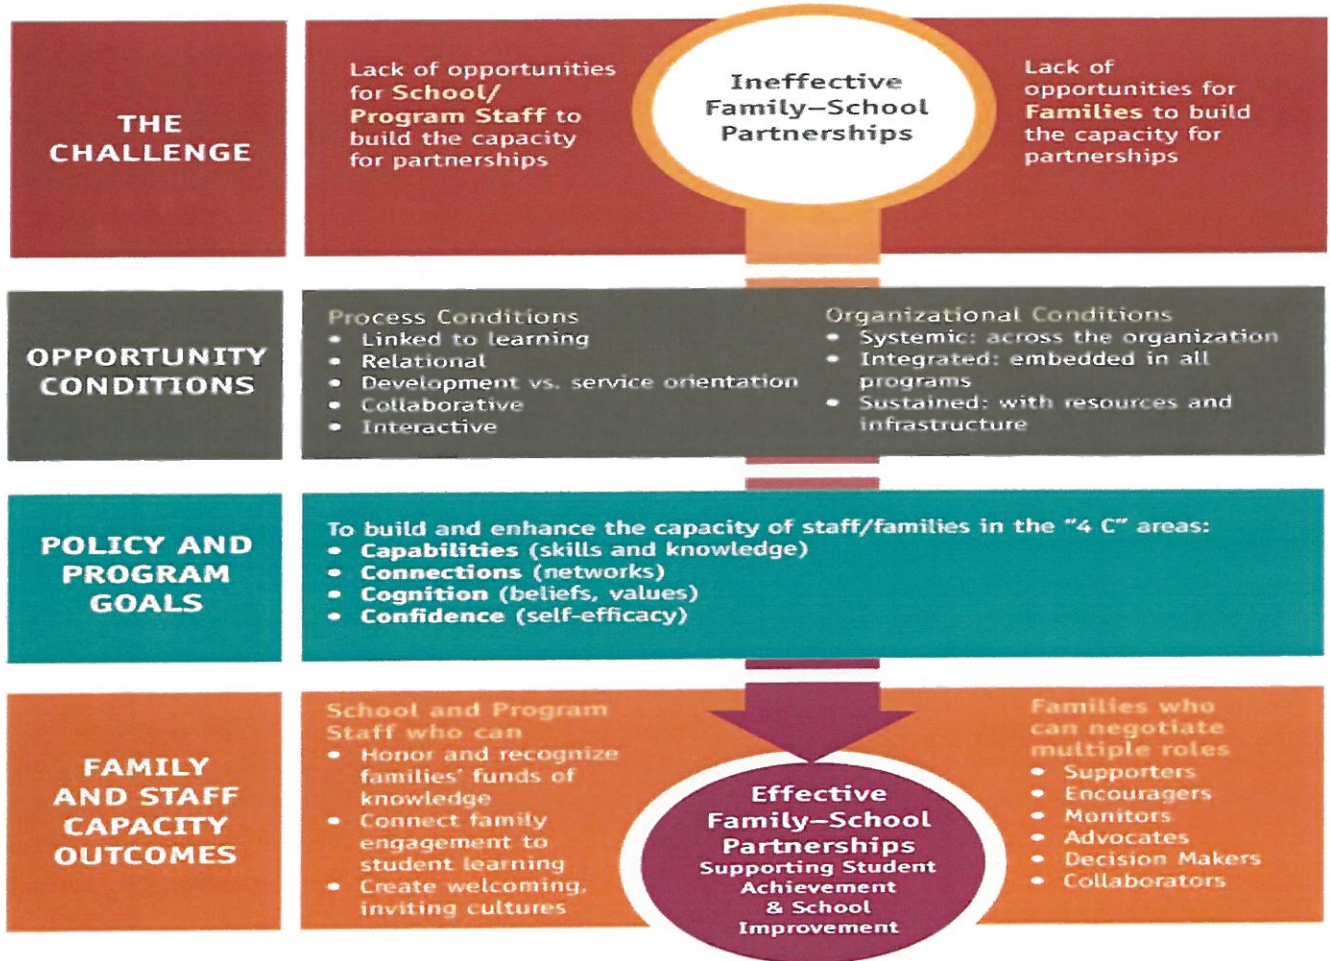 THE
CHALLENGE
Lack of opportunities
for School/
Program Staff to
build the capacity
for partnerships
Ineffective
Family–School
Partnerships
Lack of
opportunities for
Families to build
the capacity for
partnerships
OPPORTUNITY
CONDITIONS
Process Conditions
• Linked to learning
• Relational
• Development vs. service orientation
• Collaborative
• Interactive
Organizational Conditions
• Systemic: across the organization
• Integrated: embedded in all
programs
• Sustained: with resources and
infrastructure
POLICY AND
PROGRAM
GOALS
To build and enhance the capacity of staff/families in the "4 C" areas:
• Capabilities (skills and knowledge)
• Connections (networks)
• Cognition (beliefs, values)
• Confidence (self-efficacy)
FAMILY
AND STAFF
CAPACITY
OUTCOMES
School and Program
Staff who can
• Honor and recognize
families' funds of
knowledge
• Connect family
engagement to
student learning
• Create welcoming,
inviting cultures
Effective
Family–School
Partnerships
Supporting Student
Achievement
& School
Improvement
Families who
can negotiate
multiple roles
• Supporters
• Encouragers
• Monitors
• Advocates
• Decision Makers
• Collaborators